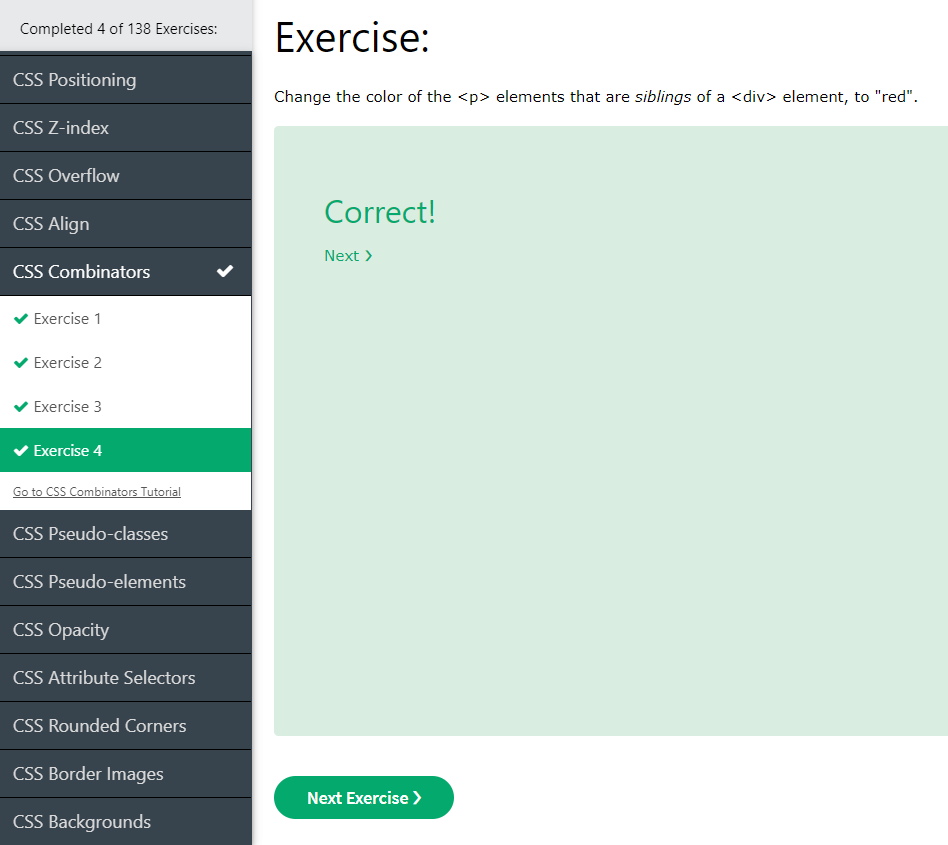 Completed 4 of 138 Exercises:
CSS Positioning
CSS Z-index
CSS Overflow
CSS Align
CSS Combinators
Exercise 1
Exercise 2
Exercise 3
Exercise 4
Go to CSS Combinators Tutorial
CSS Pseudo-classes
CSS Pseudo-elements
CSS Opacity
CSS Attribute Selectors
CSS Rounded Corners
CSS Border Images
CSS Backgrounds
Exercise:
Change the color of the <p> elements that are siblings of a <div> element, to "red".
Correct!
Next ❯
Next Exercise ❯